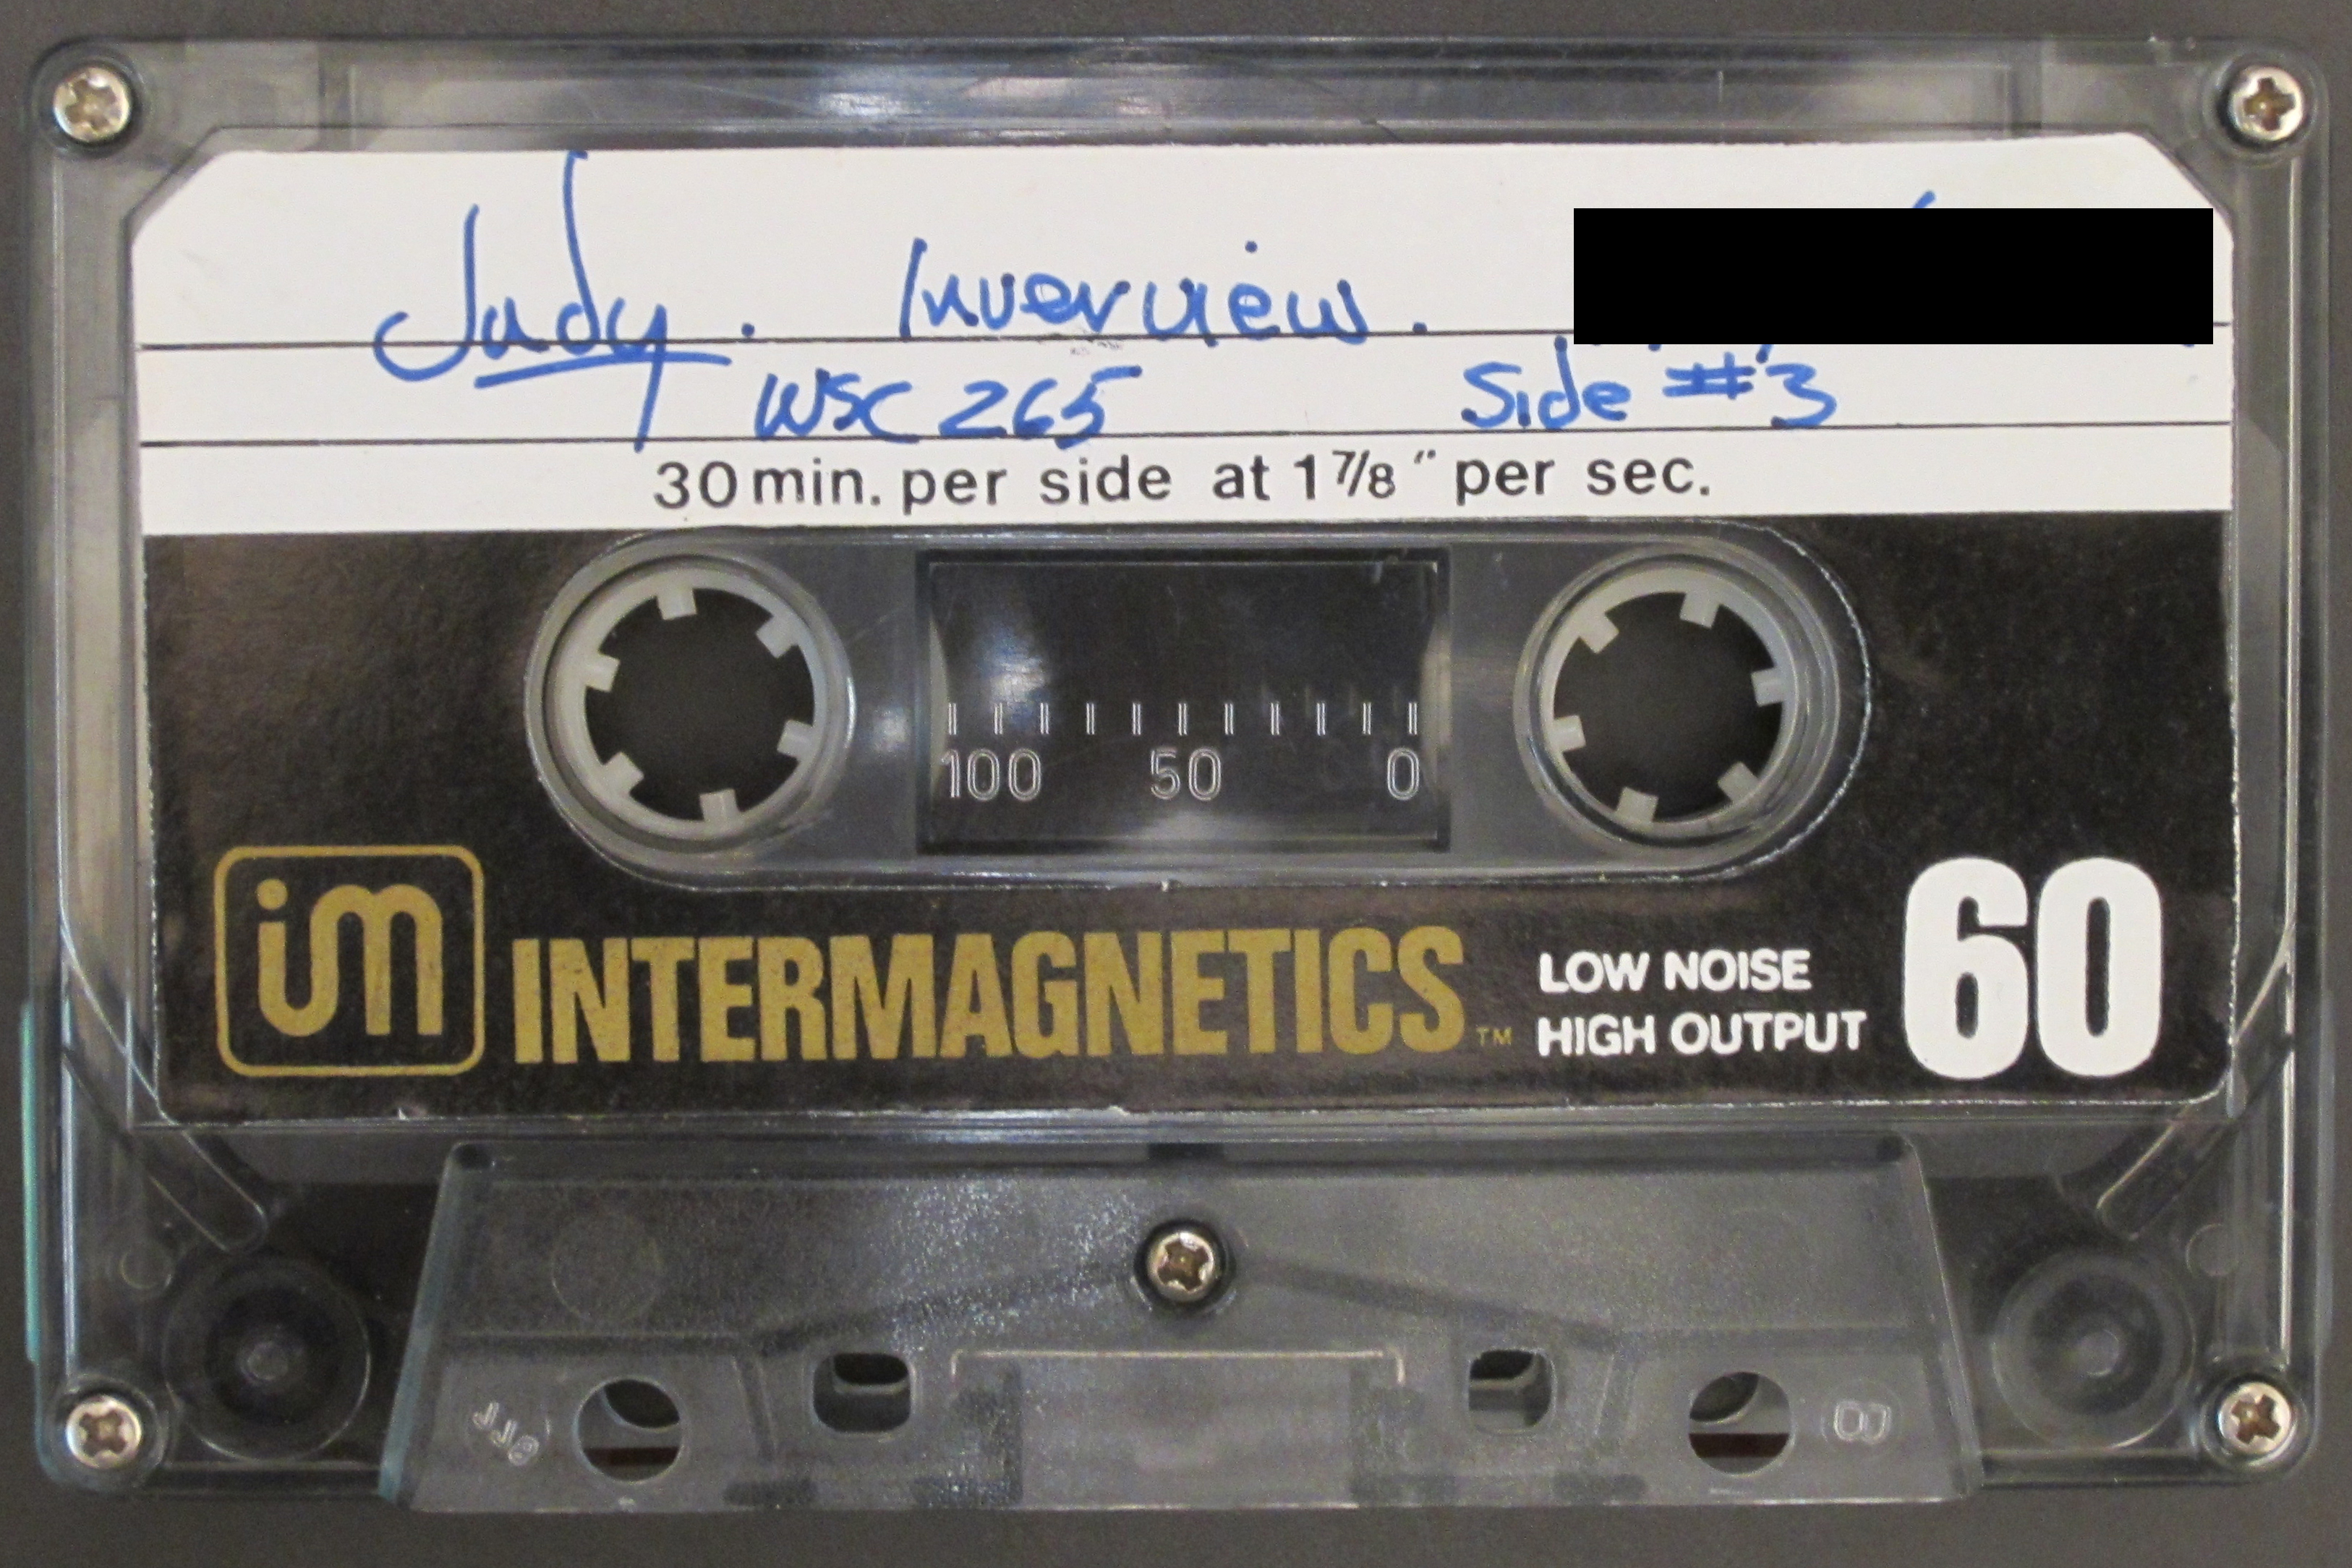 Judy. Inverview.
WSC 265 Side #3
30 min. per side at 1 7/8 " per sec.
100 50 0
im INTERMAGNETICS TM LOW NOISE
HIGH OUTPUT 60
B